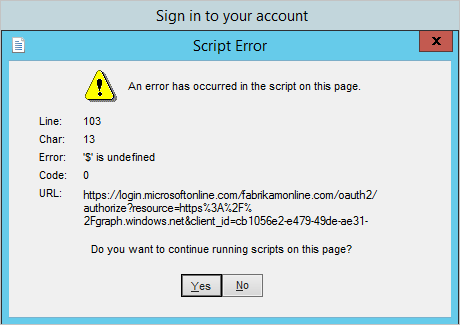 Sign in to your account
Script Error
x
An error has occurred in the script on this page.
Line: 103
Char: 13
Error: '$' is undefined
Code: 0
URL: https://login.microsoftonline.com/fabrikamonline.com/oauth2/
authorize?resource=https%3A%2F%
2Fgraph.windows.net&client_id=cb1056e2-e479-49de-ae31-
Do you want to continue running scripts on this page?
Yes No